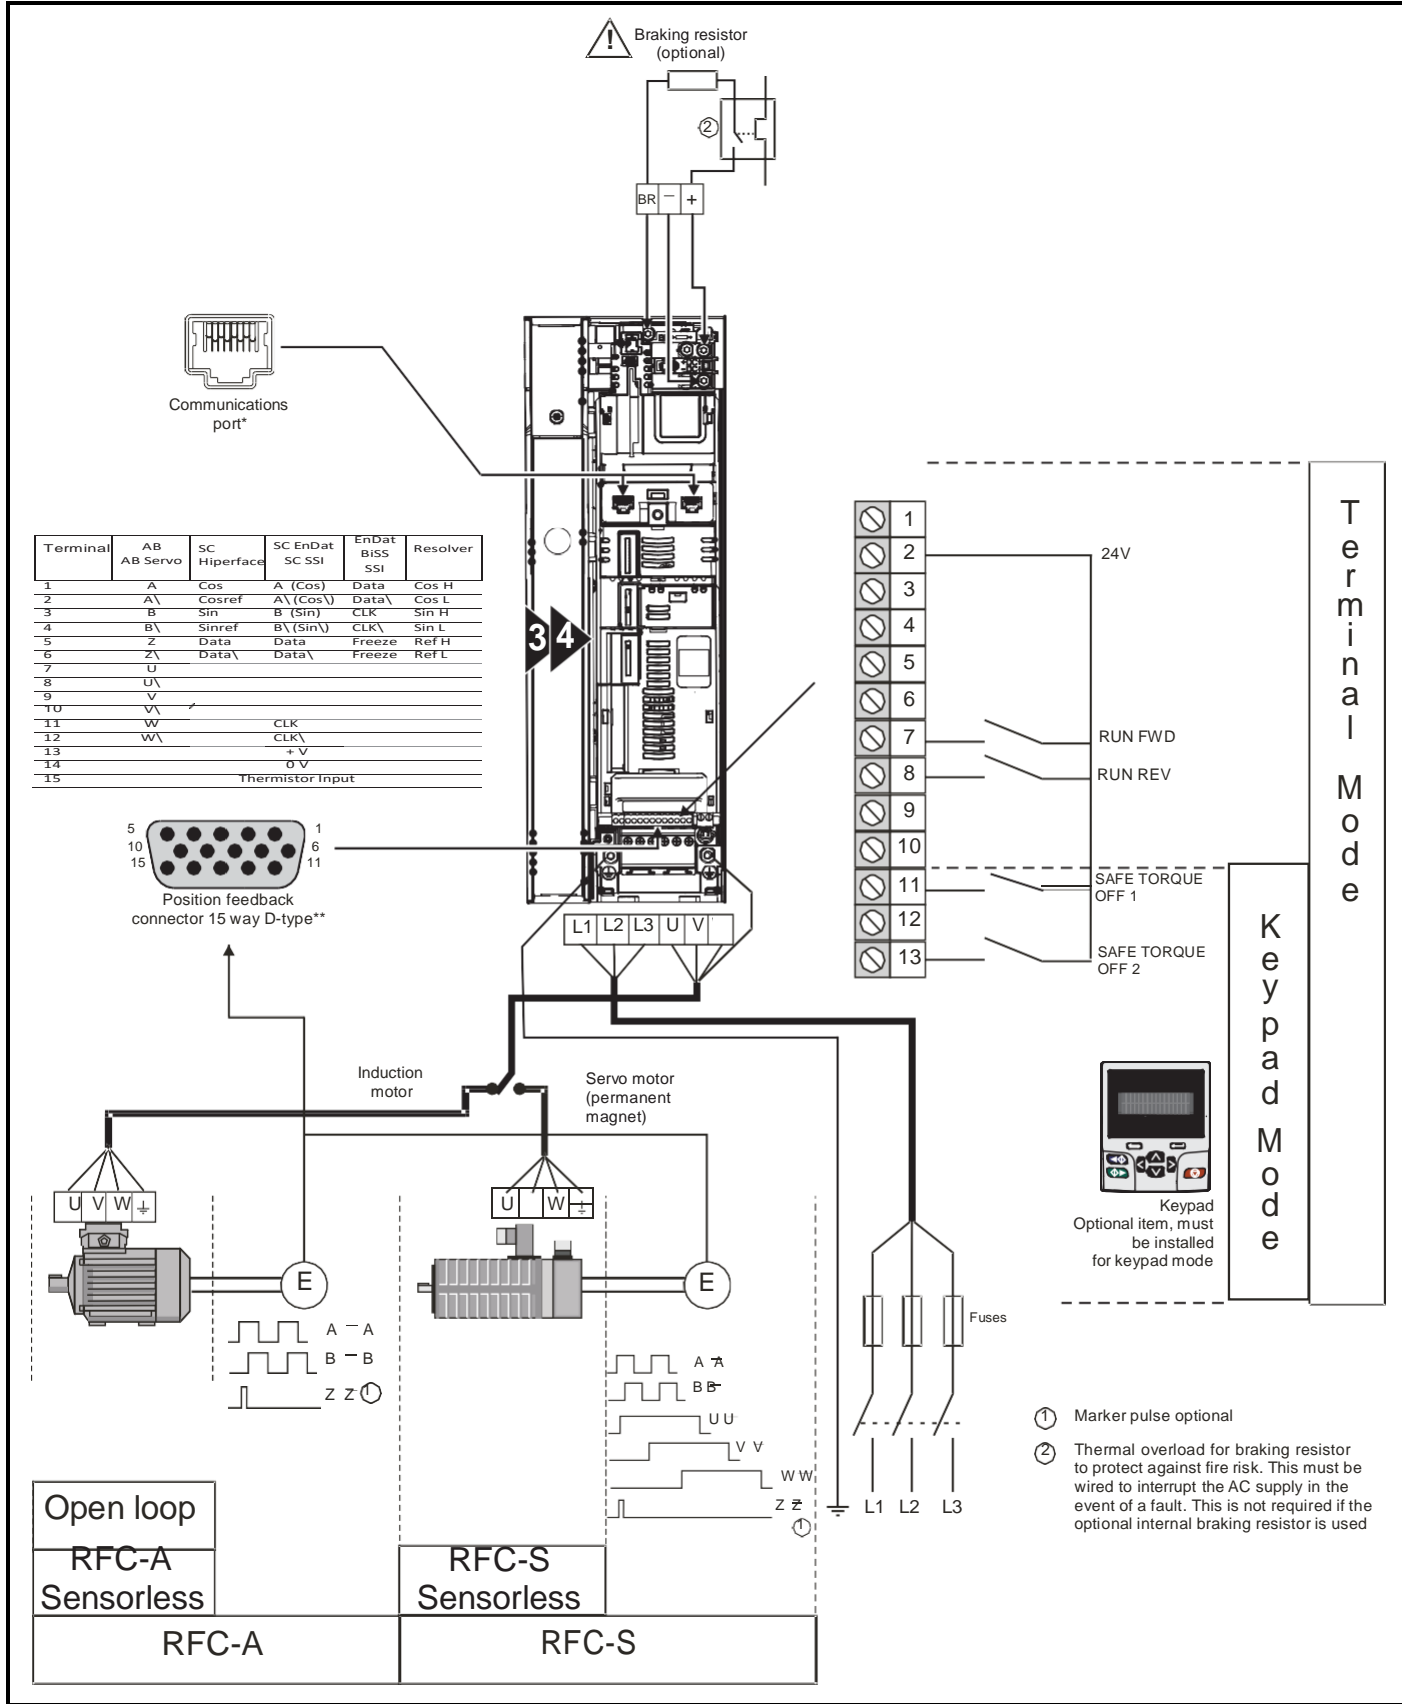 Braking resistor
(optional)
2
BR — +
Communications
port*
Terminal AB AB Servo SC Hiperface SC EnDat SC SSI EnDat BiSS SSI Resolver
1 A Cos A (Cos) Data Cos H
2 A\ Cosref A\ (Cos\) Data\ Cos L
3 B Sin B (Sin) CLK Sin H
4 B\ Sinref B\ (Sin\) CLK\ Sin L
5 Z Data Data Freeze Ref H
6 Z\ Data\ Data\ Freeze Ref L
7 U
8 U\
9 V
10 V\
11 W CLK
12 W\ CLK\
13 + V
14 0 V
15 Thermistor Input
3 4
5 1
10 6
15 11
Position feedback
connector 15 way D-type**
L1 L2 L3 U V
1
2 24V
3
4
5
6
7 RUN FWD
8 RUN REV
9
10
11 SAFE TORQUE
OFF 1
12
13 SAFE TORQUE
OFF 2
Terminal Mode
Keypad Mode
Keypad
Optional item, must
be installed
for keypad mode
Induction
motor
Servo motor
(permanent
magnet)
U V W
U W
E
E
A — A
B — B
Z Z 1
A A
B B
U U
V V
W W
Z Z
1
Fuses
L1 L2 L3
1 Marker pulse optional
2 Thermal overload for braking resistor
to protect against fire risk. This must be
wired to interrupt the AC supply in the
event of a fault. This is not required if the
optional internal braking resistor is used
Open loop
RFC-A
Sensorless
RFC-S
Sensorless
RFC-A
RFC-S